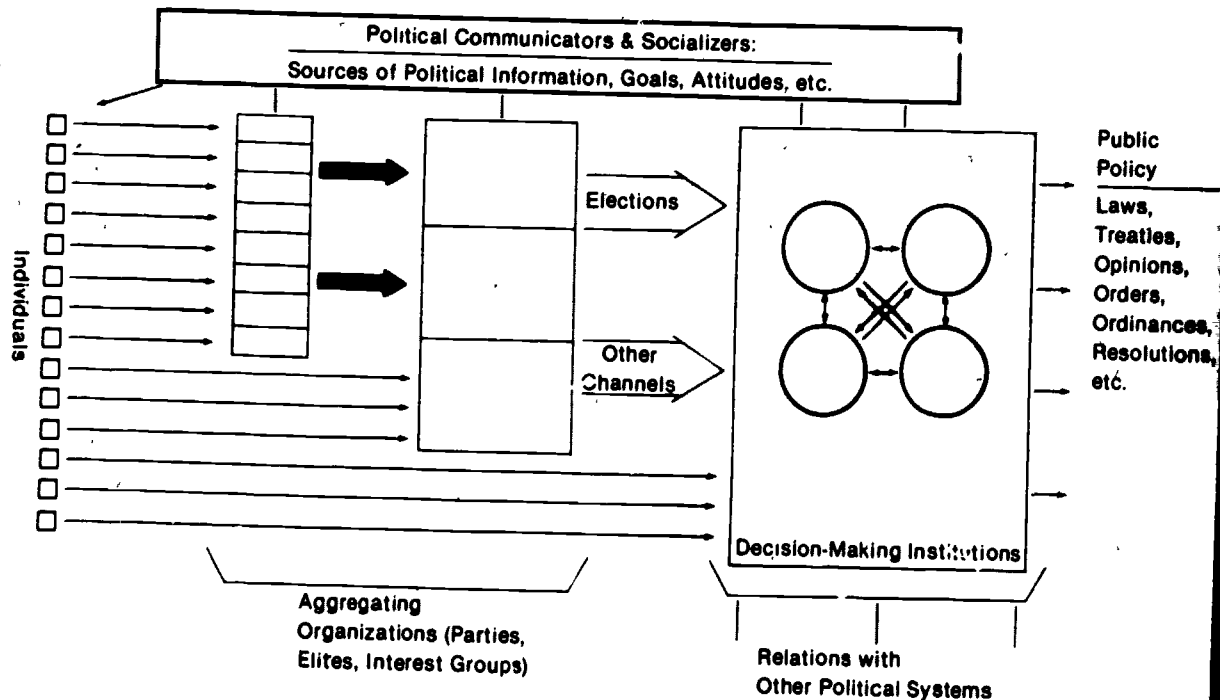 Political Communicators & Socializers:
Sources of Political Information, Goals, Attitudes, etc.
Individuals
Elections
Other
Channels
Decision-Making Institutions
Public
Policy
Laws,
Treaties,
Opinions,
Orders,
Ordinances,
Resolutions,
etc.
Aggregating
Organizations (Parties,
Elites, Interest Groups)
Relations with
Other Political Systems